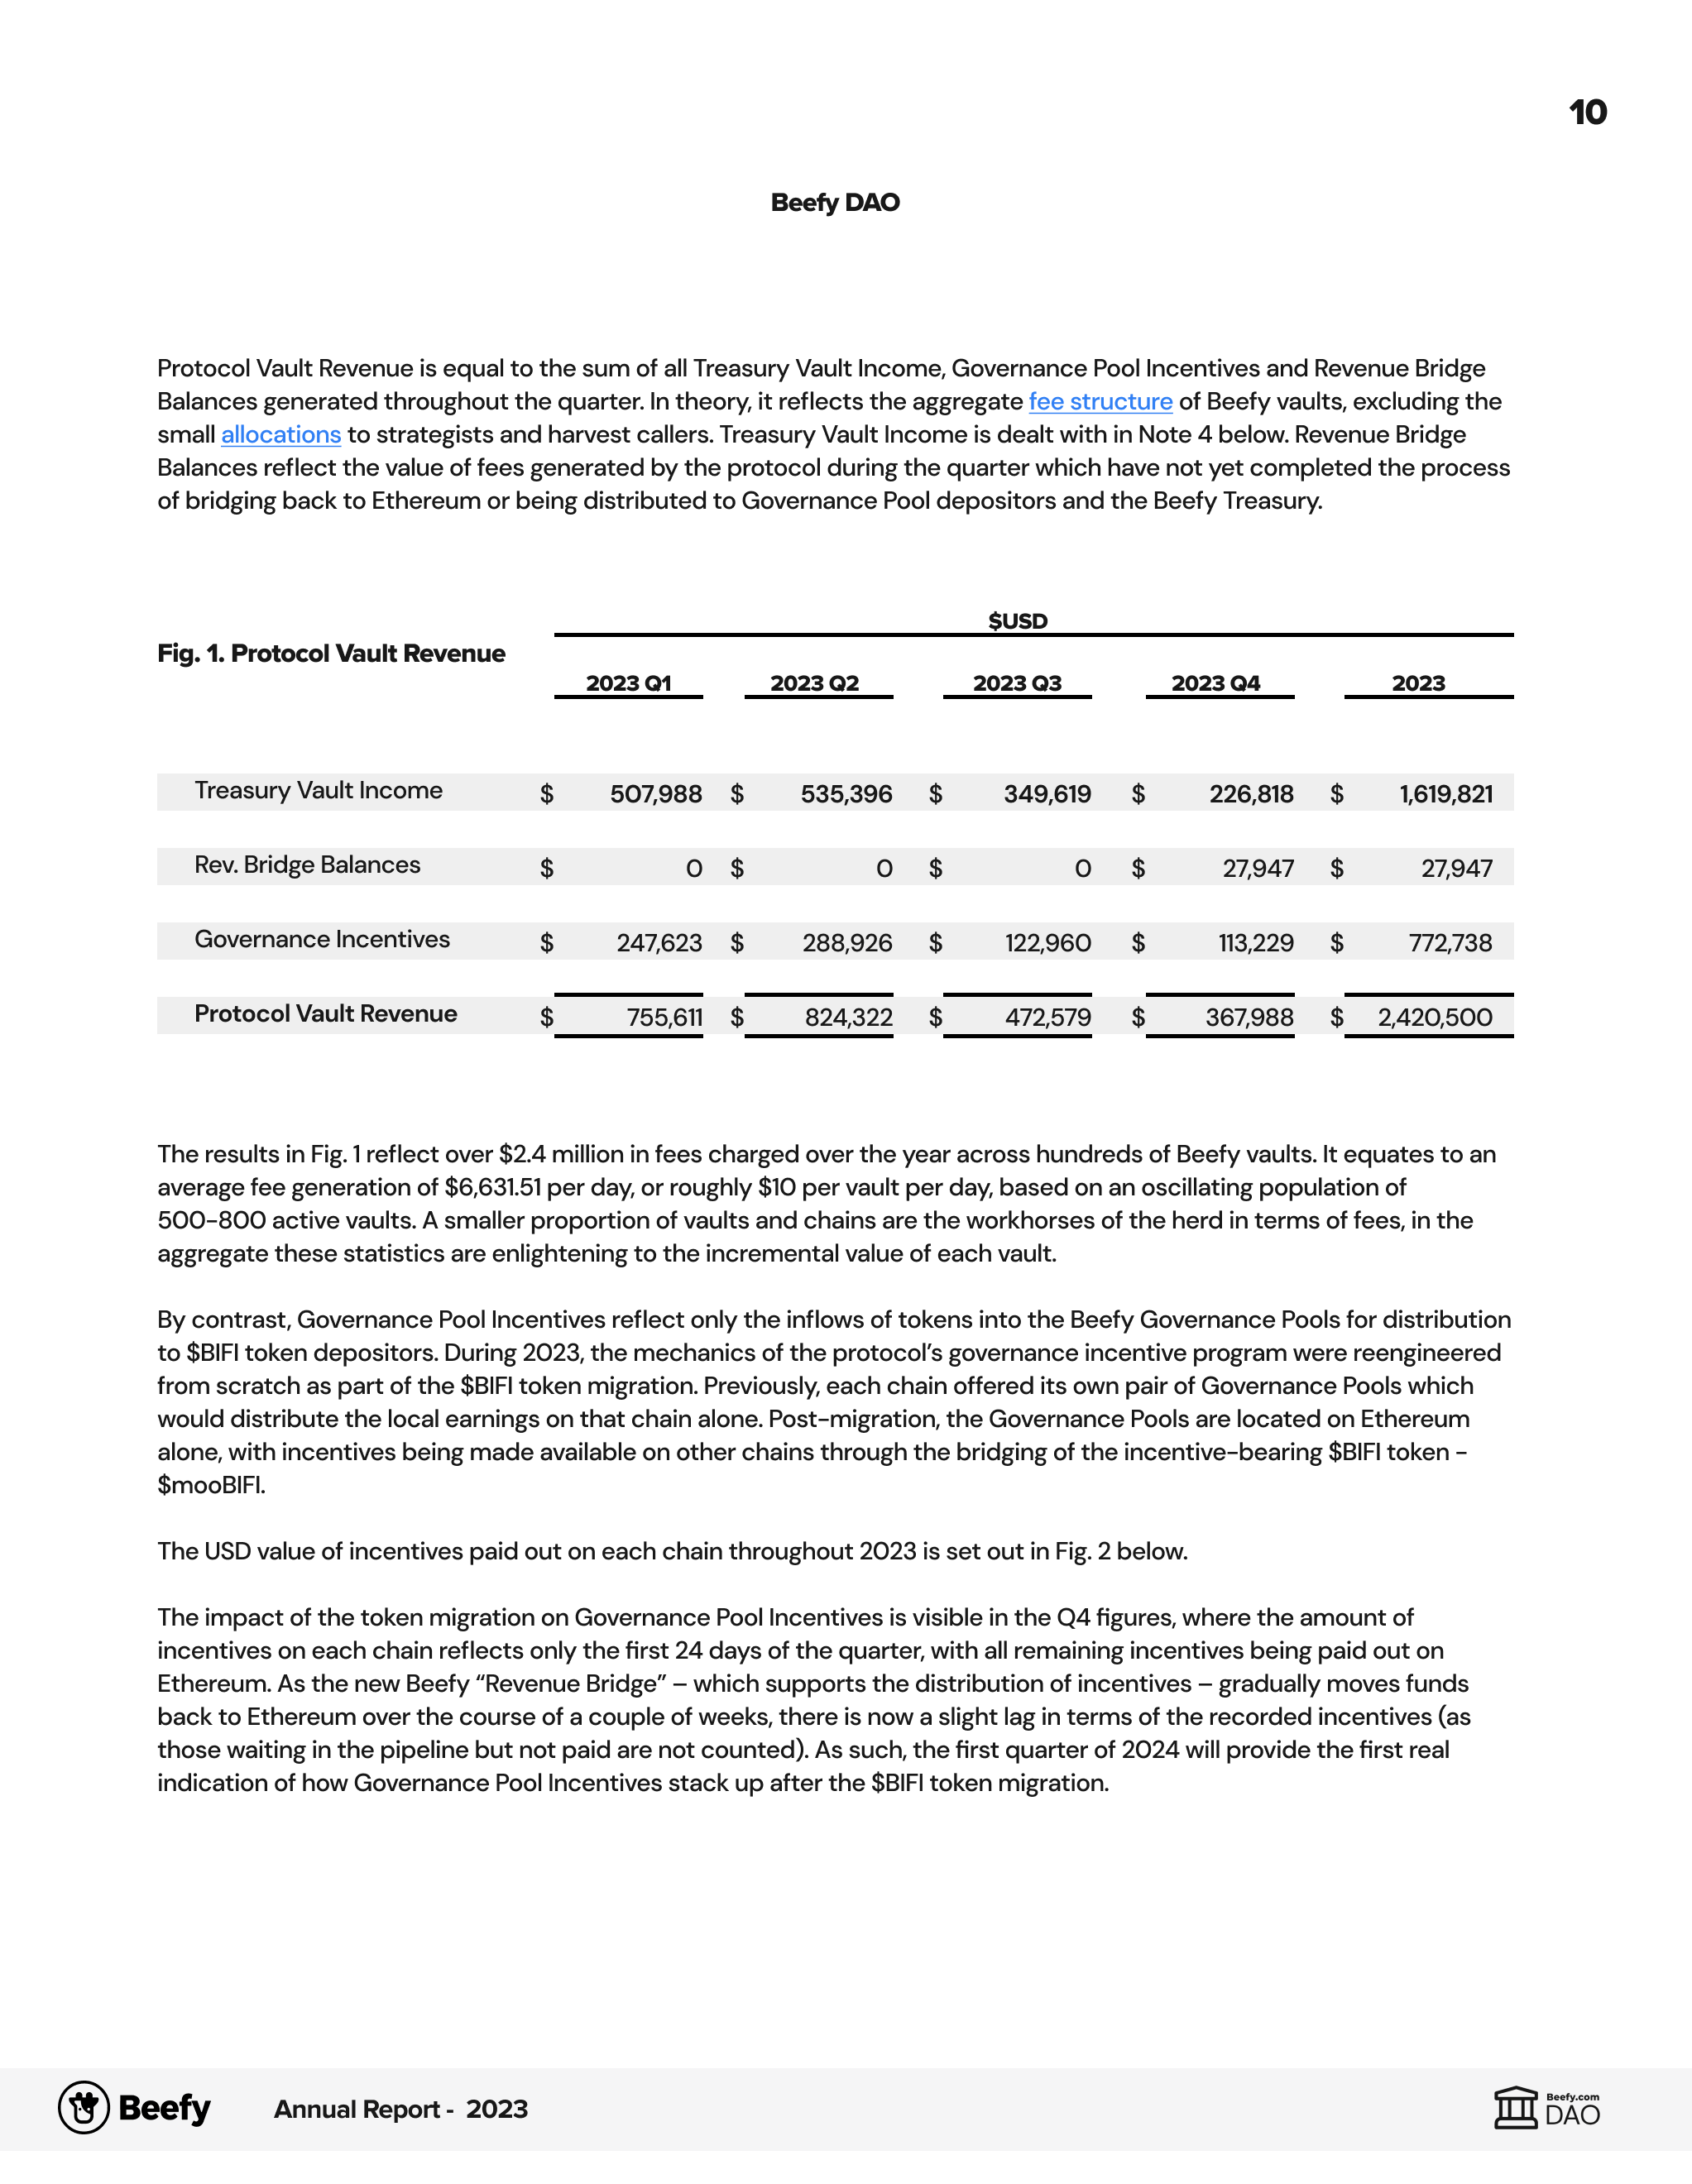 10
Beefy DAO
Protocol Vault Revenue is equal to the sum of all Treasury Vault Income, Governance Pool Incentives and Revenue Bridge
Balances generated throughout the quarter. In theory, it reflects the aggregate fee structure of Beefy vaults, excluding the
small allocations to strategists and harvest callers. Treasury Vault Income is dealt with in Note 4 below. Revenue Bridge
Balances reflect the value of fees generated by the protocol during the quarter which have not yet completed the process
of bridging back to Ethereum or being distributed to Governance Pool depositors and the Beefy Treasury.
$USD
Fig. 1. Protocol Vault Revenue
2023 Q1 2023 Q2 2023 Q3 2023 Q4 2023
Treasury Vault Income $ 507,988 $ 535,396 $ 349,619 $ 226,818 $ 1,619,821
Rev. Bridge Balances $ 0 $ 0 $ 0 $ 27,947 $ 27,947
Governance Incentives $ 247,623 $ 288,926 $ 122,960 $ 113,229 $ 772,738
Protocol Vault Revenue $ 755,611 $ 824,322 $ 472,579 $ 367,988 $ 2,420,500
The results in Fig. 1 reflect over $2.4 million in fees charged over the year across hundreds of Beefy vaults. It equates to an
average fee generation of $6,631.51 per day, or roughly $10 per vault per day, based on an oscillating population of
500-800 active vaults. A smaller proportion of vaults and chains are the workhorses of the herd in terms of fees, in the
aggregate these statistics are enlightening to the incremental value of each vault.
By contrast, Governance Pool Incentives reflect only the inflows of tokens into the Beefy Governance Pools for distribution
to $BIFI token depositors. During 2023, the mechanics of the protocol's governance incentive program were reengineered
from scratch as part of the $BIFI token migration. Previously, each chain offered its own pair of Governance Pools which
would distribute the local earnings on that chain alone. Post-migration, the Governance Pools are located on Ethereum
alone, with incentives being made available on other chains through the bridging of the incentive-bearing $BIFI token -
$mooBIFI.
The USD value of incentives paid out on each chain throughout 2023 is set out in Fig. 2 below.
The impact of the token migration on Governance Pool Incentives is visible in the Q4 figures, where the amount of
incentives on each chain reflects only the first 24 days of the quarter, with all remaining incentives being paid out on
Ethereum. As the new Beefy “Revenue Bridge” – which supports the distribution of incentives – gradually moves funds
back to Ethereum over the course of a couple of weeks, there is now a slight lag in terms of the recorded incentives (as
those waiting in the pipeline but not paid are not counted). As such, the first quarter of 2024 will provide the first real
indication of how Governance Pool Incentives stack up after the $BIFI token migration.
Beefy Annual Report - 2023
Beefy.com
DAO